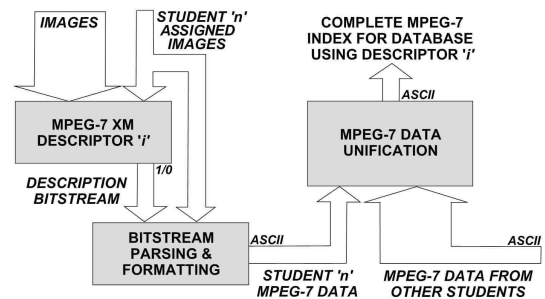 IMAGES
STUDENT 'n'
ASSIGNED
IMAGES
COMPLETE MPEG-7
INDEX FOR DATABASE
USING DESCRIPTOR 'i'
ASCII
MPEG-7 XM
DESCRIPTOR 'i'
MPEG-7 DATA
UNIFICATION
1/0
DESCRIPTION
BITSTREAM
BITSTREAM
PARSING &
FORMATTING
ASCII
STUDENT 'n'
MPEG-7 DATA
ASCII
MPEG-7 DATA FROM
OTHER STUDENTS